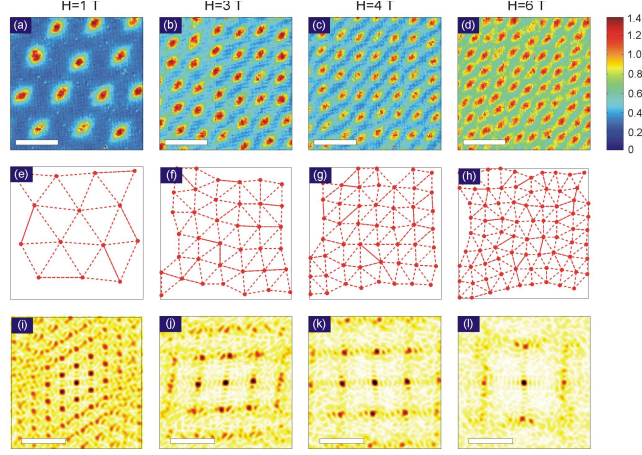 H=1 T H=3 T H=4 T H=6 T
(a) (b) (c) (d)
1.4
1.2
1.0
0.8
0.6
0.4
0.2
0
(e) (f) (g) (h)
(i) (j) (k) (l)